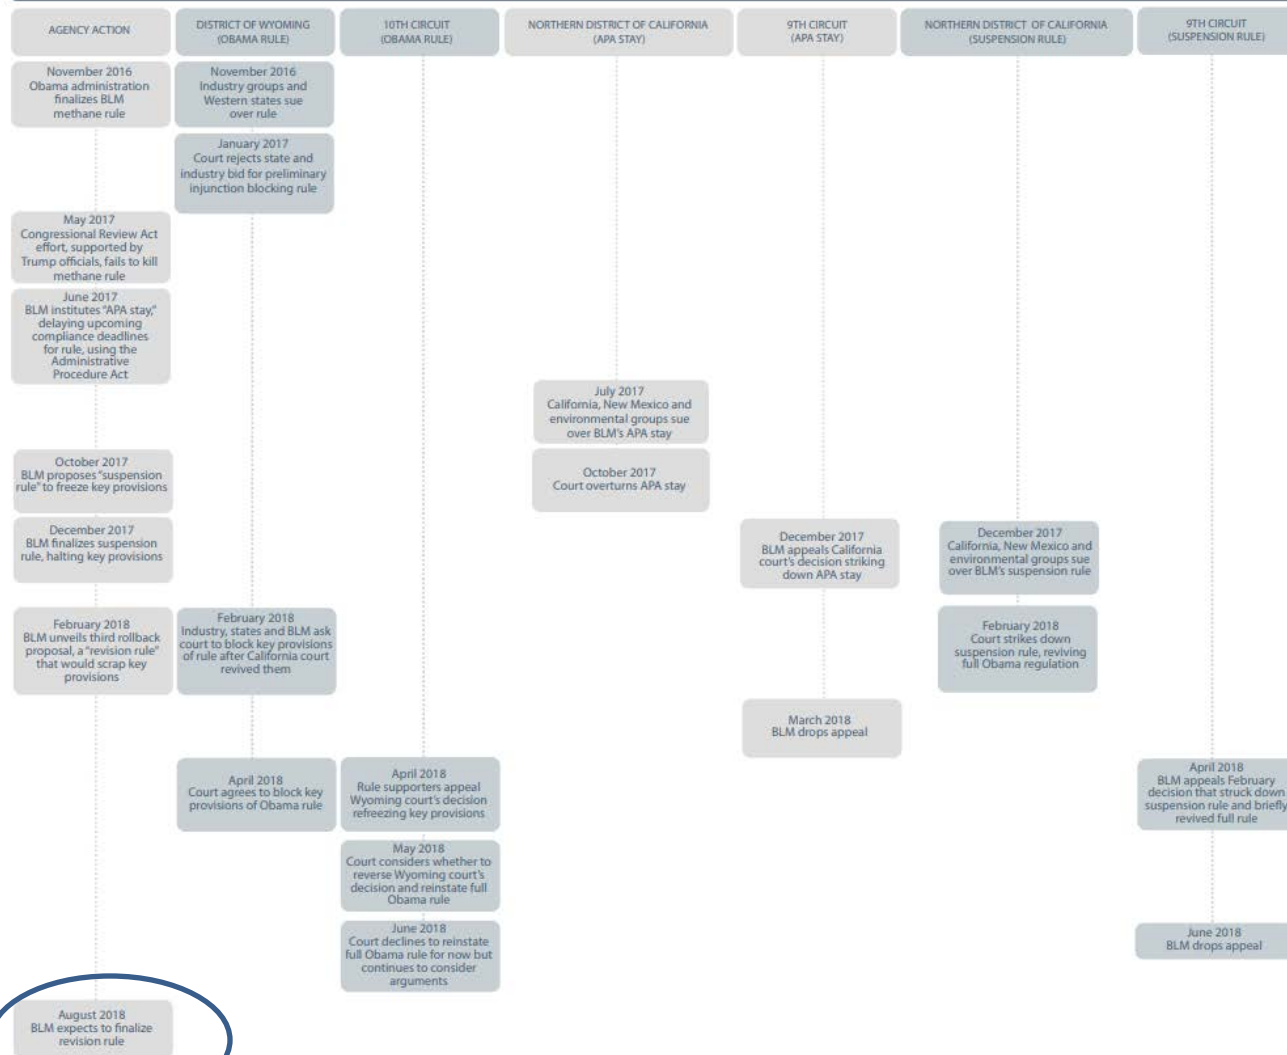 AGENCY ACTION
DISTRICT OF WYOMING
(OBAMA RULE)
10TH CIRCUIT
(OBAMA RULE)
NORTHERN DISTRICT OF CALIFORNIA
(APA STAY)
9TH CIRCUIT
(APA STAY)
NORTHERN DISTRICT OF CALIFORNIA
(SUSPENSION RULE)
9TH CIRCUIT
(SUSPENSION RULE)
November 2016
Obama administration
finalizes BLM
methane rule
November 2016
Industry groups and
Western states sue
over rule
January 2017
Court rejects state and
industry bid for preliminary
injunction blocking rule
May 2017
Congressional Review Act
effort, supported by
Trump officials, fails to kill
methane rule
June 2017
BLM institutes "APA stay,"
delaying upcoming
compliance deadlines
for rule, using the
Administrative
Procedure Act
July 2017
California, New Mexico and
environmental groups sue
over BLM's APA stay
October 2017
BLM proposes "suspension
rule" to freeze key provisions
October 2017
Court overturns APA stay
December 2017
BLM finalizes suspension
rule, halting key provisions
December 2017
BLM appeals California
court's decision striking
down APA stay
December 2017
California, New Mexico and
environmental groups sue
over BLM's suspension rule
February 2018
BLM unveils third rollback
proposal, a "revision rule"
that would scrap key
provisions
February 2018
Industry, states and BLM ask
court to block key provisions
of rule after California court
revived them
February 2018
Court strikes down
suspension rule, reviving
full Obama regulation
March 2018
BLM drops appeal
April 2018
Court agrees to block key
provisions of Obama rule
April 2018
Rule supporters appeal
Wyoming court's decision
refreezing key provisions
April 2018
BLM appeals February
decision that struck down
suspension rule and briefly
revived full rule
May 2018
Court considers whether to
reverse Wyoming court's
decision and reinstate full
Obama rule
June 2018
Court declines to reinstate
full Obama rule for now but
continues to consider
arguments
June 2018
BLM drops appeal
August 2018
BLM expects to finalize
revision rule